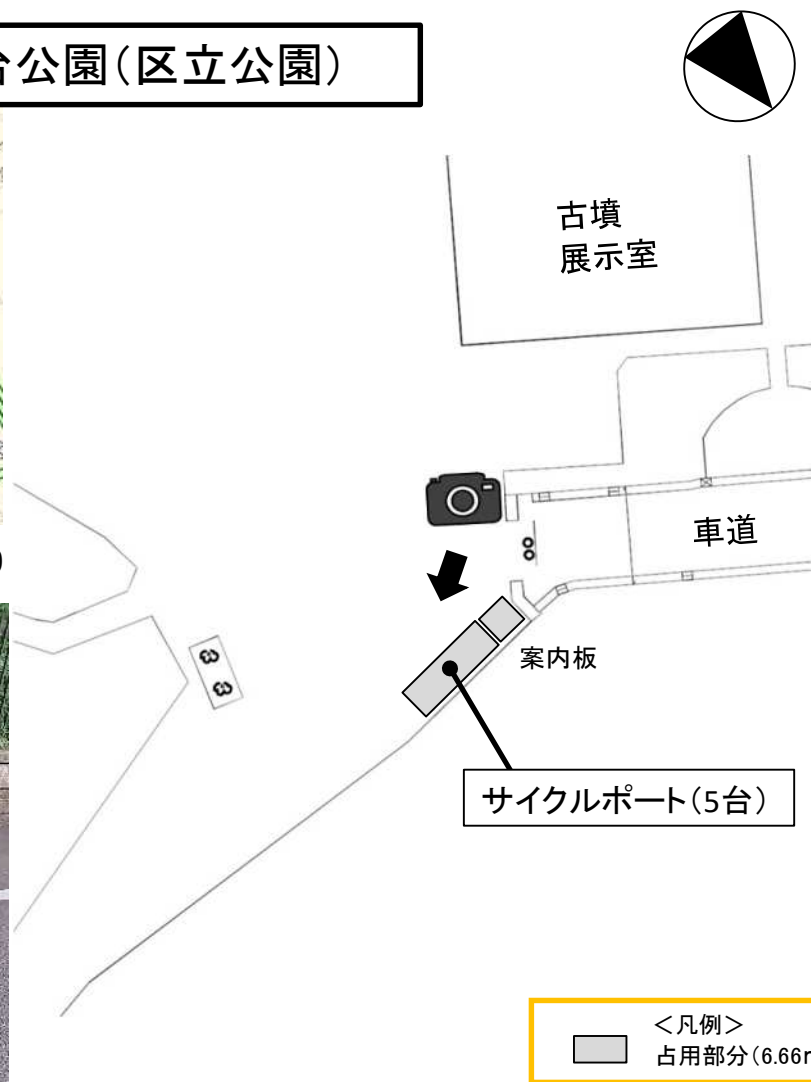 台公園(区立公園)
古墳
展示室
車道
案内板
サイクルポート(5台)
<凡例>
占用部分(6.66